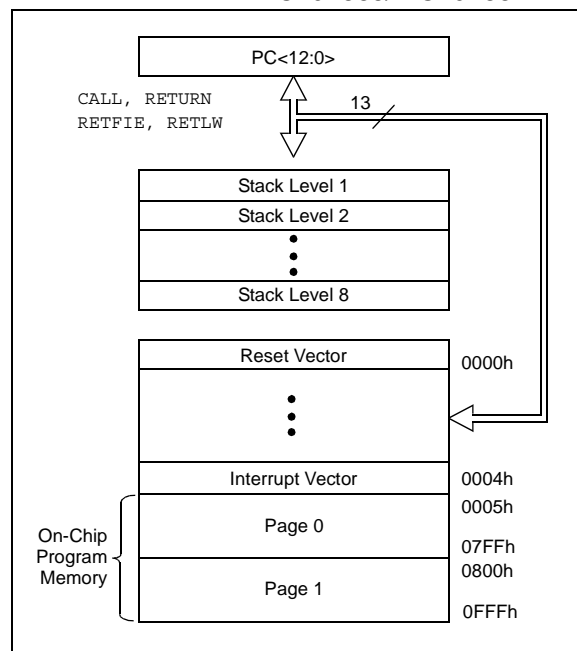 PC<12:0>
CALL, RETURN
RETFIE, RETLW
13
Stack Level 1
Stack Level 2
Stack Level 8
Reset Vector
0000h
Interrupt Vector
0004h
0005h
On-Chip
Program
Memory
Page 0
07FFh
0800h
Page 1
0FFFh